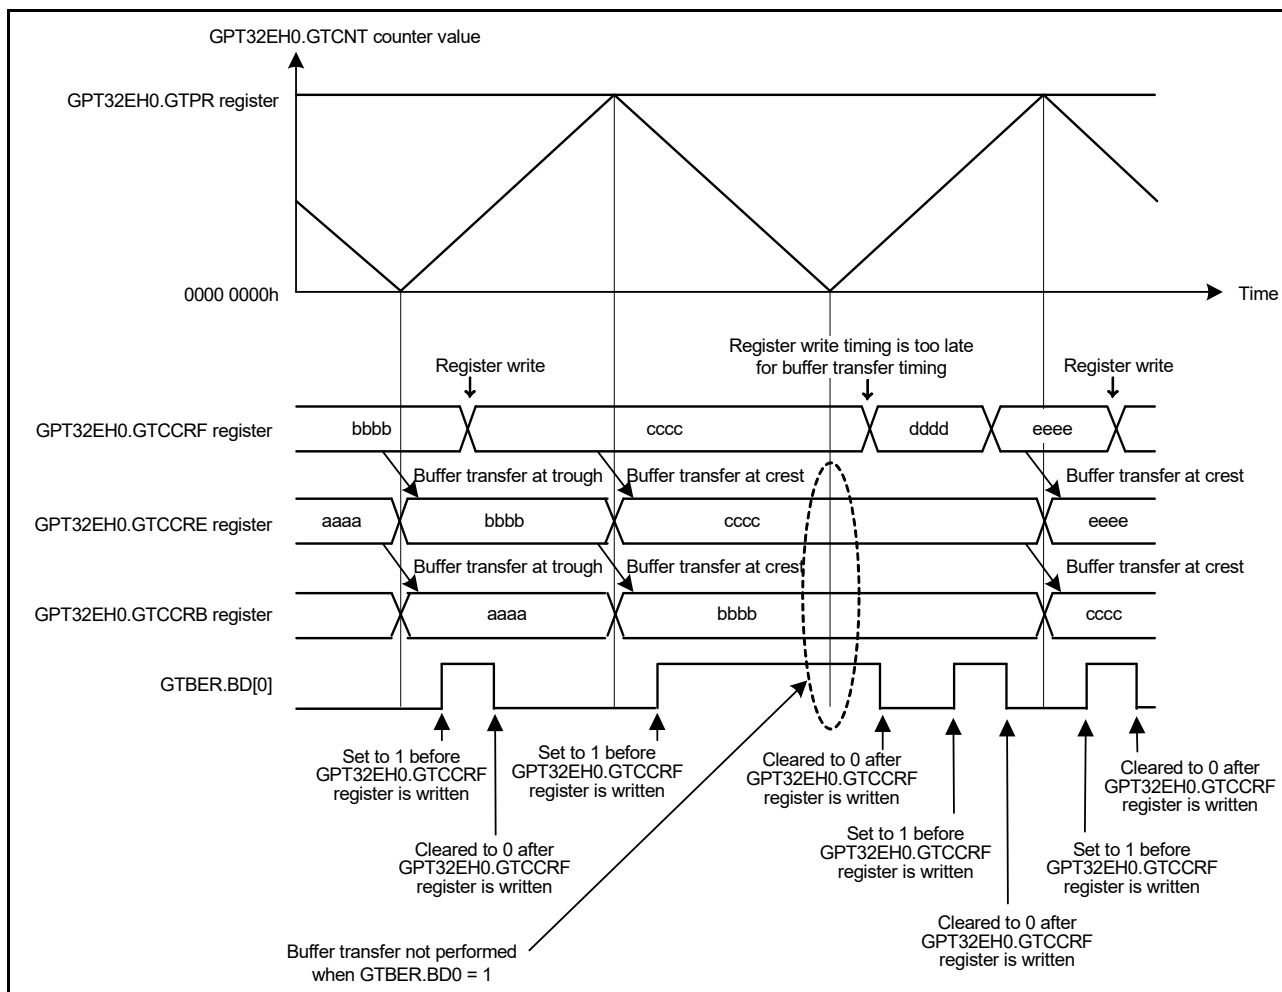 GPT32EH0.GTCNT counter value
GPT32EH0.GTPR register
0000 0000h
Time
Register write
Register write timing is too late
for buffer transfer timing
Register write
GPT32EH0.GTCCRF register
bbbb
cccc
dddd
eeee
Buffer transfer at trough
Buffer transfer at crest
Buffer transfer at crest
GPT32EH0.GTCCRE register
aaaa
bbbb
cccc
eeee
Buffer transfer at trough
Buffer transfer at crest
Buffer transfer at crest
GPT32EH0.GTCCRB register
aaaa
bbbb
cccc
GTBER.BD[0]
Set to 1 before
GPT32EH0.GTCCRF
register is written
Set to 1 before
GPT32EH0.GTCCRF
register is written
Cleared to 0 after
GPT32EH0.GTCCRF
register is written
Cleared to 0 after
GPT32EH0.GTCCRF
register is written
Cleared to 0 after
GPT32EH0.GTCCRF
register is written
Set to 1 before
GPT32EH0.GTCCRF
register is written
Set to 1 before
GPT32EH0.GTCCRF
register is written
Cleared to 0 after
GPT32EH0.GTCCRF
register is written
Buffer transfer not performed
when GTBER.BD0 = 1